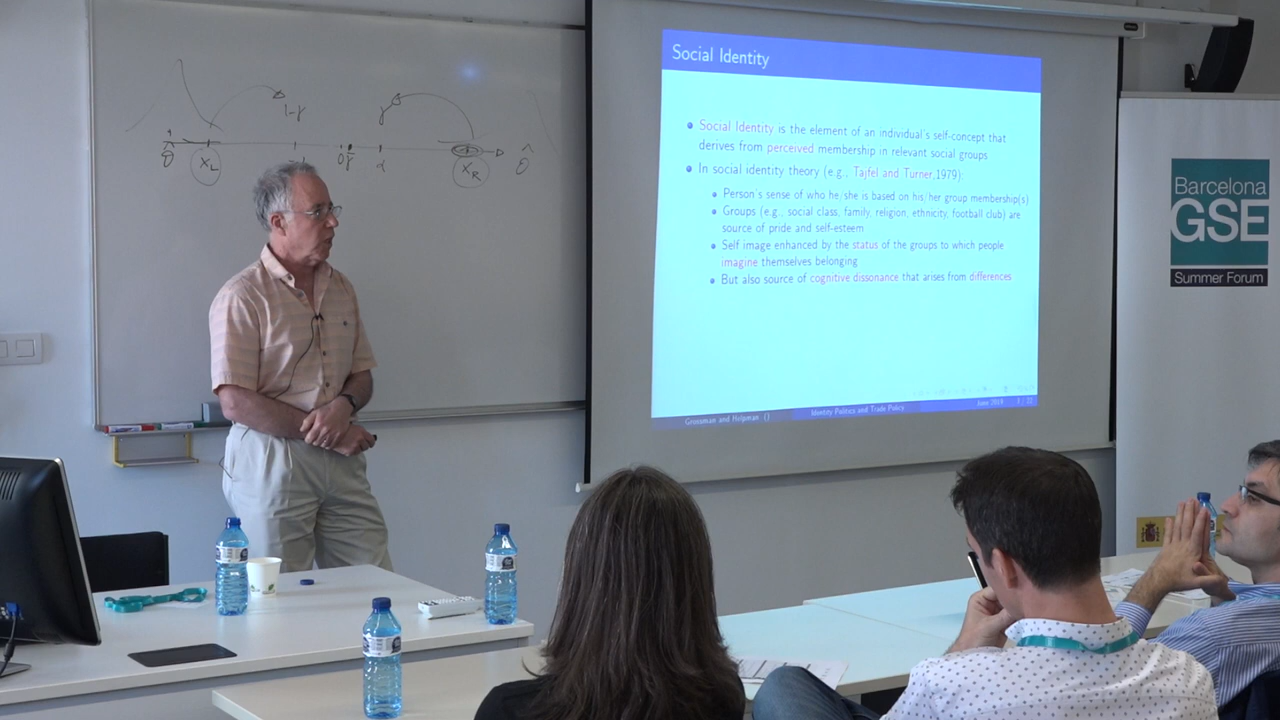 1-γ
γ
θ
X_L
0
γ̄
α
X_R
θ̂
Social Identity
Social Identity is the element of an individual's self-concept that
derives from perceived membership in relevant social groups
In social identity theory (e.g., Tajfel and Turner,1979):
Person's sense of who he/she is based on his/her group membership(s)
Groups (e.g., social class, family, religion, ethnicity, football club) are
source of pride and self-esteem
Self image enhanced by the status of the groups to which people
imagine themselves belonging
But also source of cognitive dissonance that arises from differences
Grossman and Helpman ()
Identity Politics and Trade Policy
June 2018
Barcelona
GSE
Summer Forum